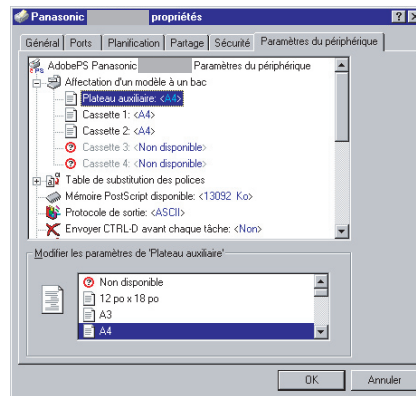 Panasonic propriétés
Général Ports Planification Partage Sécurité Paramètres du périphérique
AdobePS Panasonic Paramètres du périphérique
Affectation d'un modèle à un bac
Plateau auxiliaire: <A4>
Cassette 1: <A4>
Cassette 2: <A4>
Cassette 3: <Non disponible>
Cassette 4: <Non disponible>
Table de substitution des polices
Mémoire PostScript disponible: <13092 Ko>
Protocole de sortie: <ASCII>
Envoyer CTRL-D avant chaque tâche: <Non>
Modifier les paramètres de 'Plateau auxiliaire'
Non disponible
12 po x 18 po
A3
A4
OK Annuler